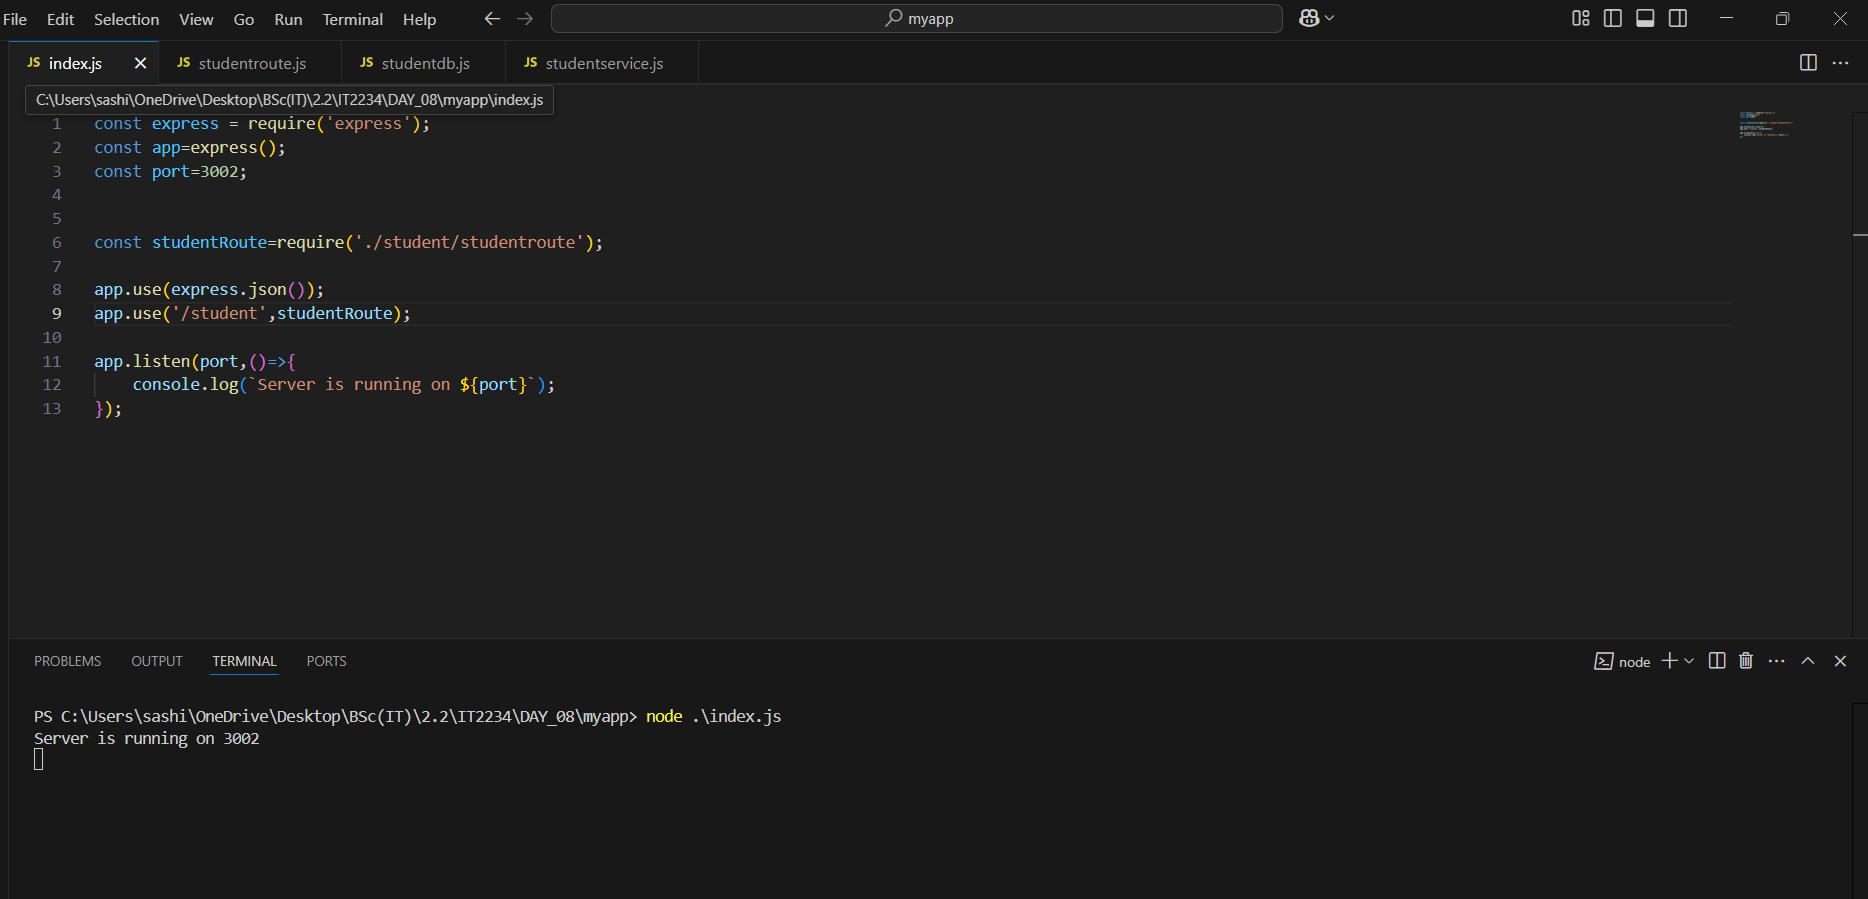 File Edit Selection View Go Run Terminal Help
myapp
JS index.js
JS studentroute.js
JS studentdb.js
JS studentservice.js
C:\Users\sashi\OneDrive\Desktop\BSc(IT)\2.2\IT2234\DAY_08\myapp\index.js
1 const express = require('express');
2 const app=express();
3 const port=3002;
4
5
6 const studentRoute=require('./student/studentroute');
7
8 app.use(express.json());
9 app.use('/student',studentRoute);
10
11 app.listen(port,()=>{
12     console.log(`Server is running on ${port}`);
13 });
PROBLEMS OUTPUT TERMINAL PORTS
node
PS C:\Users\sashi\OneDrive\Desktop\BSc(IT)\2.2\IT2234\DAY_08\myapp> node .\index.js
Server is running on 3002